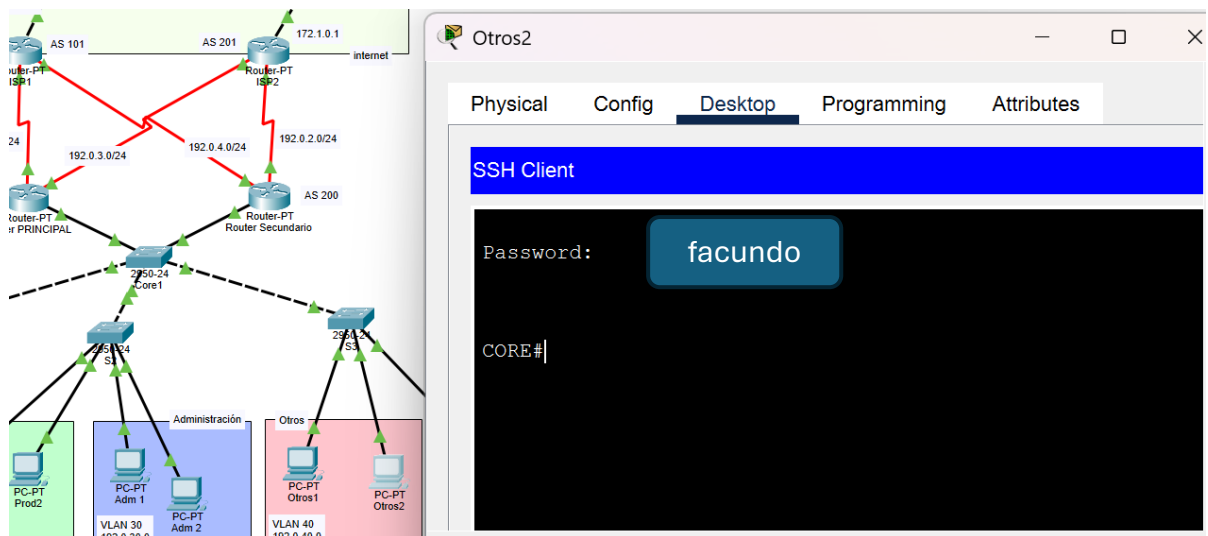 AS 101
AS 201
172.1.0.1
internet
Router-PT
ISP1
Router-PT
ISP2
24
192.0.3.0/24
192.0.4.0/24
192.0.2.0/24
AS 200
Router-PT
PRINCIPAL
Router-PT
Router Secundario
2950-24
Core1
2950-24
S2
2950-24
S3
Administración
Otros
PC-PT
Prod2
PC-PT
Adm 1
PC-PT
Adm 2
PC-PT
Otros1
PC-PT
Otros2
VLAN 30
VLAN 40
Otros2
Physical
Config
Desktop
Programming
Attributes
SSH Client
Password:
facundo
CORE#